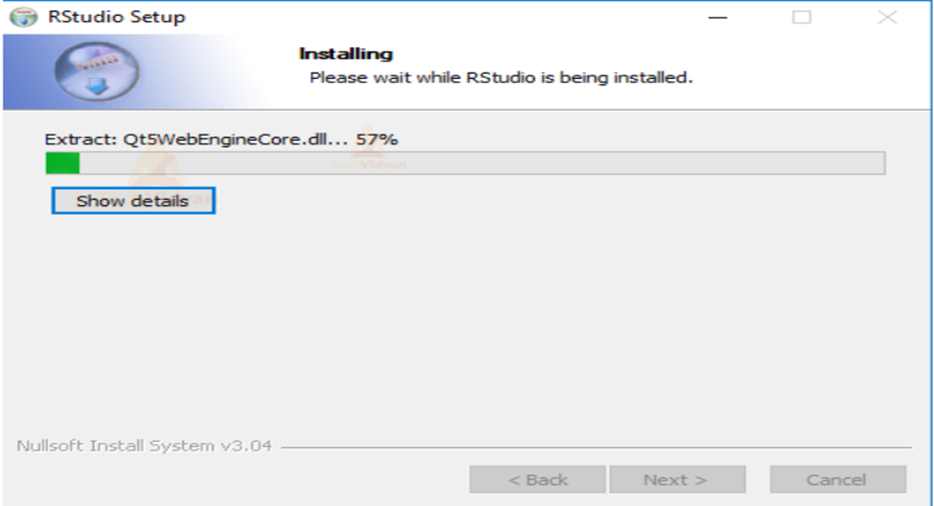 RStudio Setup
Installing
Please wait while RStudio is being installed.
Extract: Qt5WebEngineCore.dll... 57%
Vidvan
Show details
Nullsoft Install System v3.04
< Back
Next >
Cancel